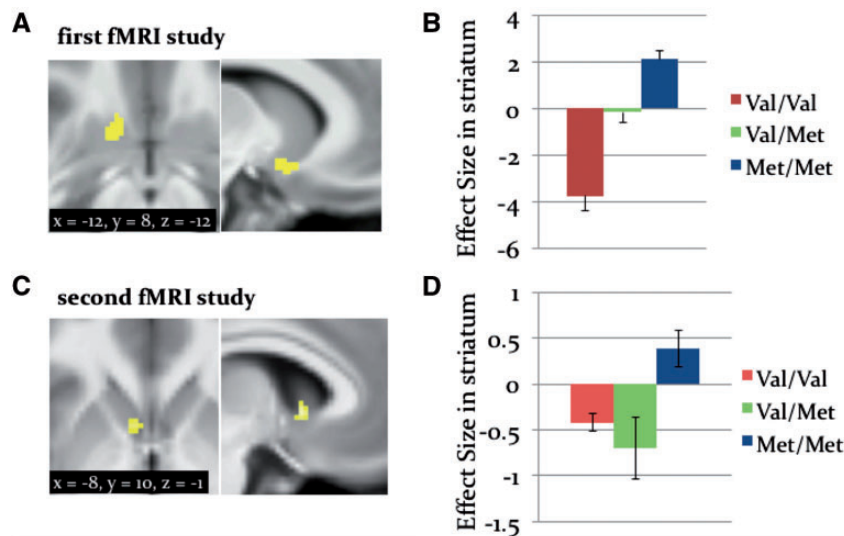 A
first fMRI study
x = -12, y = 8, z = -12
B
Effect Size in striatum
4
2
0
-2
-4
-6
Val/Val
Val/Met
Met/Met
C
second fMRI study
x = -8, y = 10, z = -1
D
Effect Size in striatum
1
0.5
0
-0.5
-1
-1.5
Val/Val
Val/Met
Met/Met